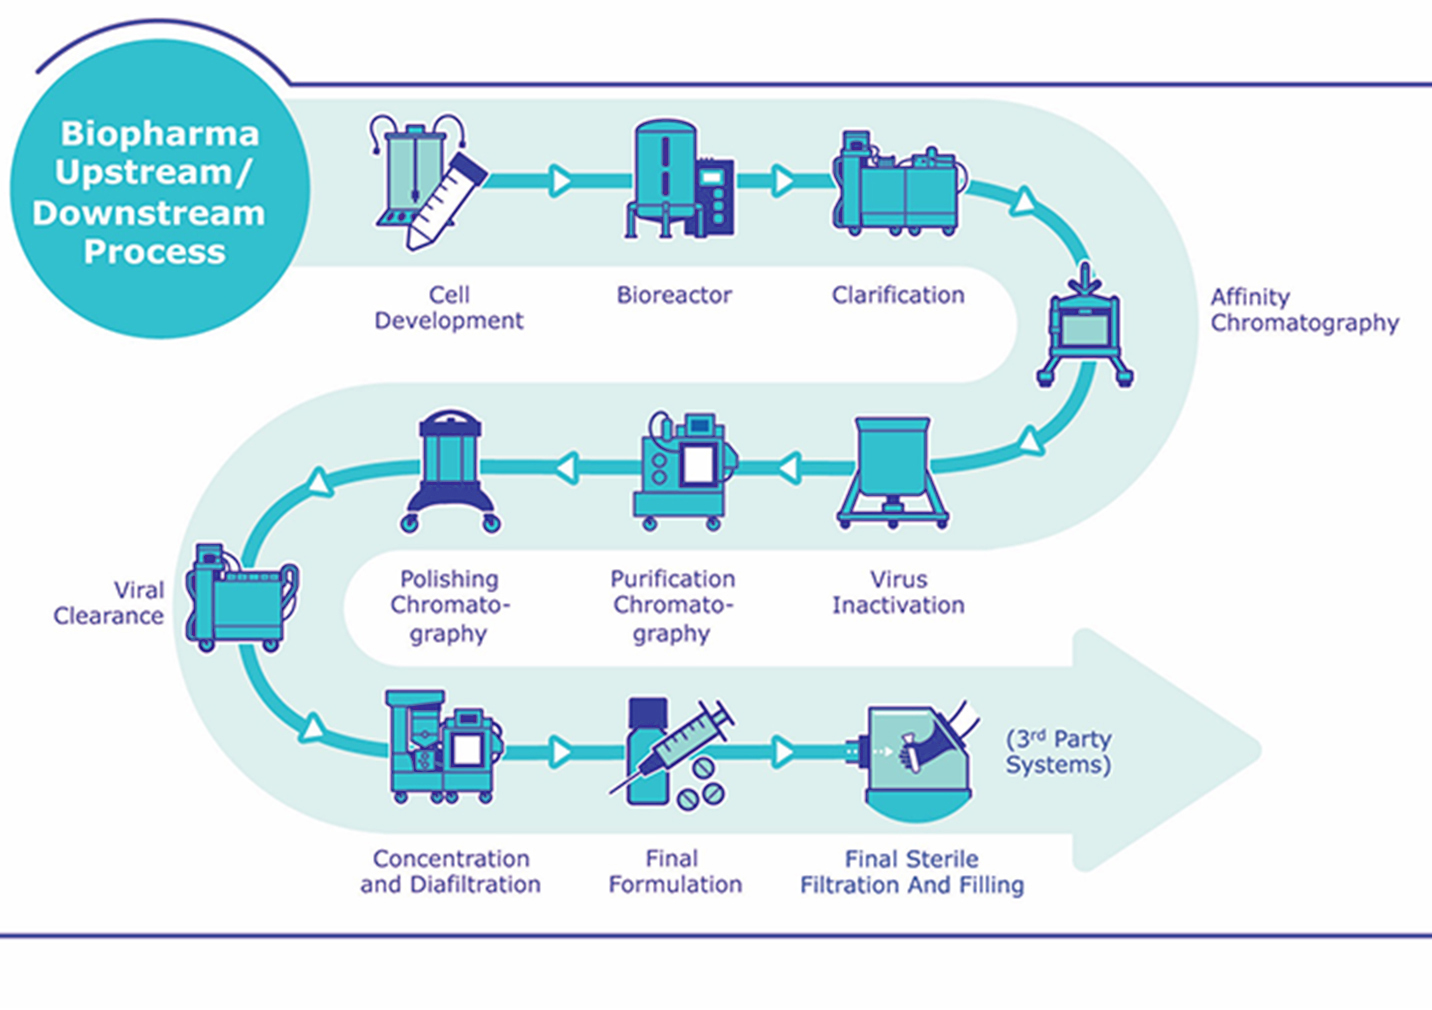 Biopharma
Upstream/
Downstream
Process
Cell
Development
Bioreactor
Clarification
Affinity
Chromatography
Virus
Inactivation
Purification
Chromato-
graphy
Polishing
Chromato-
graphy
Viral
Clearance
Concentration
and Diafiltration
Final
Formulation
Final Sterile
Filtration And Filling
(3rd Party
Systems)